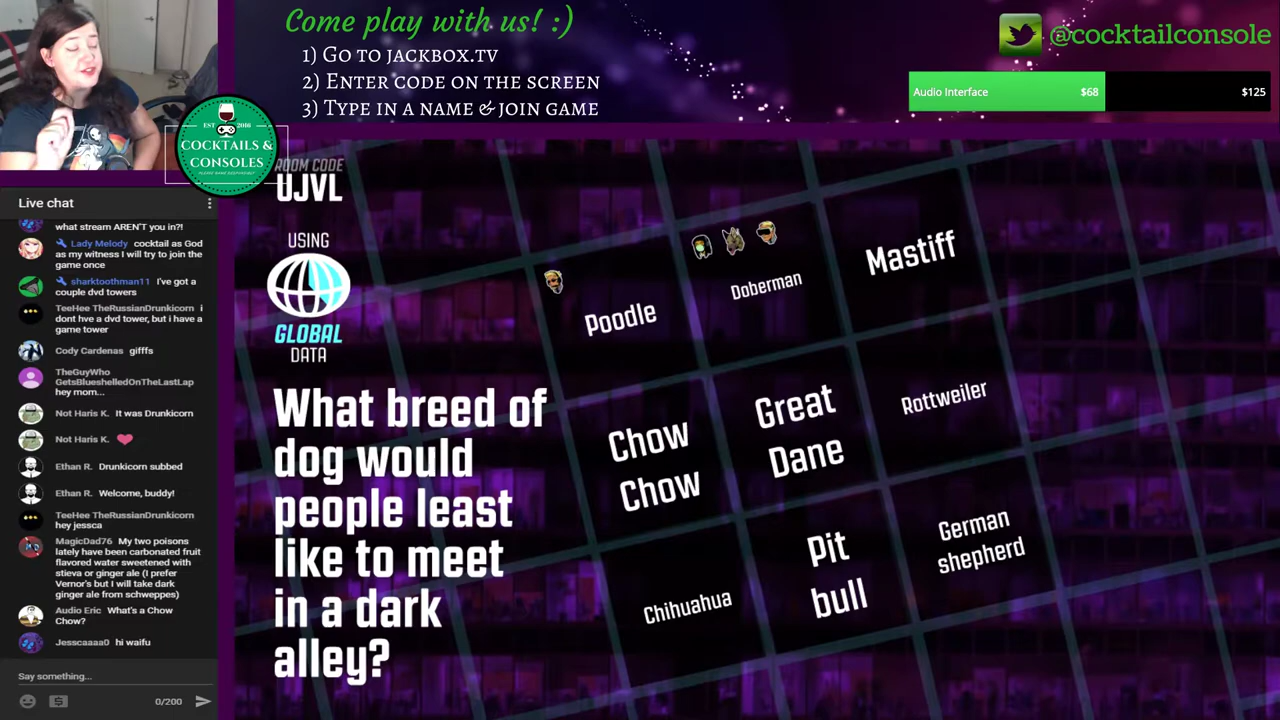 Come play with us! :)
1) Go to jackbox.tv
2) Enter code on the screen
3) Type in a name & join game
@cocktailconsole
Audio Interface $68 $125
EST 2016
COCKTAILS &
CONSOLES
PLEASE GAME RESPONSIBLY
ROOM CODE
UJVL
USING
GLOBAL
DATA
What breed of
dog would
people least
like to meet
in a dark
alley?
Poodle
Doberman
Mastiff
Chow
Chow
Great
Dane
Rottweiler
Chihuahua
Pit
bull
German
shepherd
Live chat
what stream AREN'T you in?!
Lady Melody cocktail as God
as my witness I will try to join the
game once
sharktoothman11 I've got a
couple dvd towers
TeeHee TheRussianDrunkicorn i
dont hve a dvd tower, but i have a
game tower
Cody Cardenas gifffs
TheGuyWho
GetsBlueshelledOnTheLastLap
hey mom...
Not Haris K. It was Drunkicorn
Not Haris K.
Ethan R. Drunkicorn subbed
Ethan R. Welcome, buddy!
TeeHee TheRussianDrunkicorn
hey jessca
MagicDad76 My two poisons
lately have been carbonated fruit
flavored water sweetened with
stieva or ginger ale (I prefer
Vernor's but I will take dark
ginger ale from schweppes)
Audio Eric What's a Chow
Chow?
Jesscaaaa0 hi waifu
Say something...
0/200